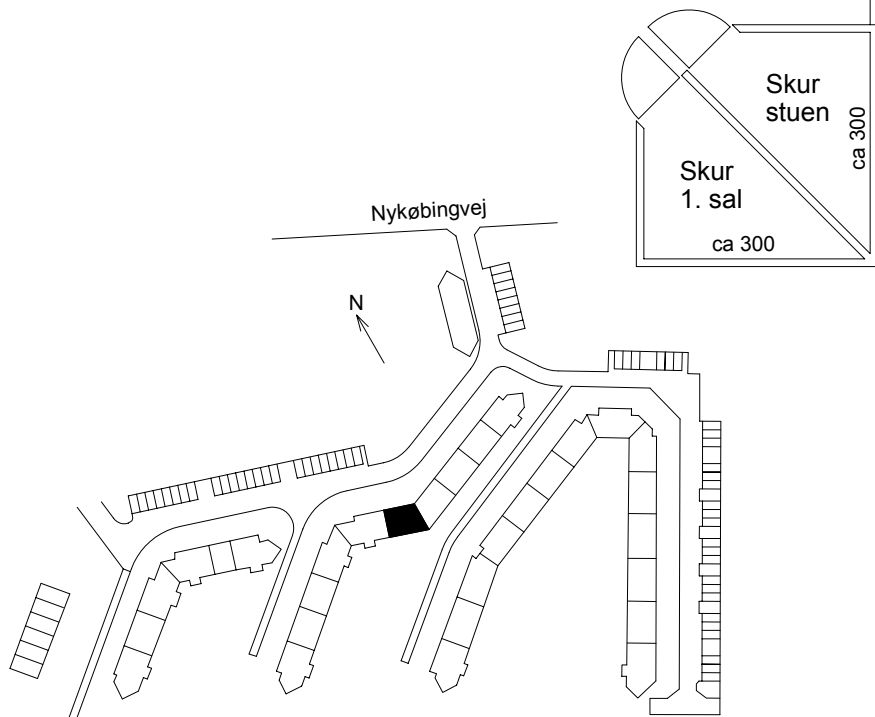 Skur
stuen
ca 300
Skur
1. sal
ca 300
Nykøbingvej
N